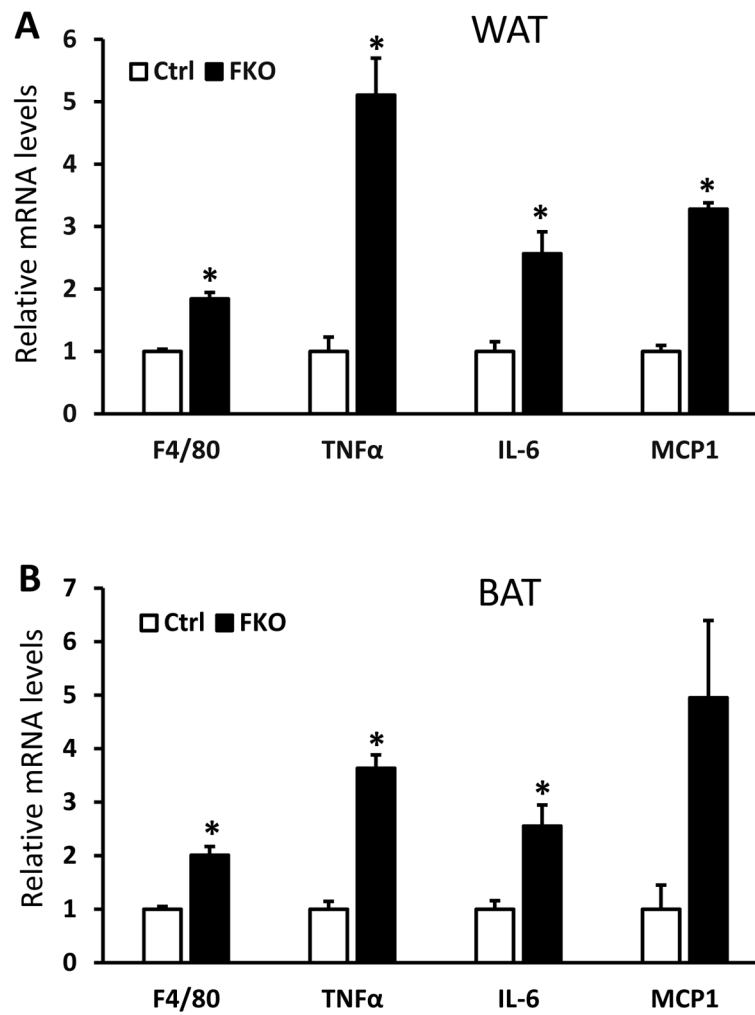 A
WAT
Ctrl FKO
Relative mRNA levels
6
5
4
3
2
1
0
*
*
*
*
F4/80 TNFα IL-6 MCP1
B
BAT
Ctrl FKO
Relative mRNA levels
7
6
5
4
3
2
1
0
*
*
*
F4/80 TNFα IL-6 MCP1